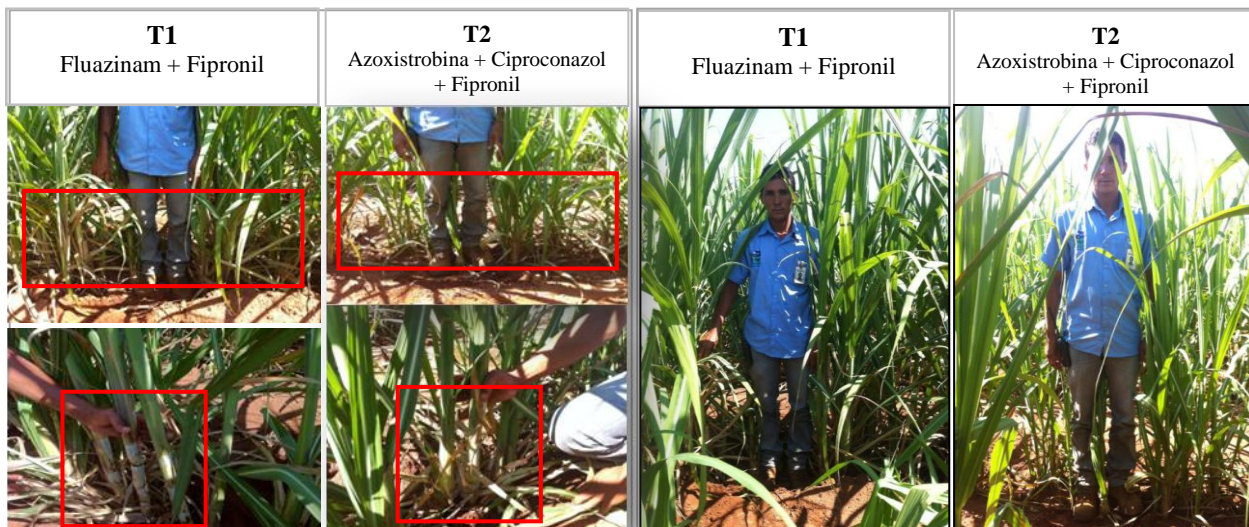 T1
Fluazinam + Fipronil
T2
Azoxistrobina + Ciproconazol
+ Fipronil
T1
Fluazinam + Fipronil
T2
Azoxistrobina + Ciproconazol
+ Fipronil